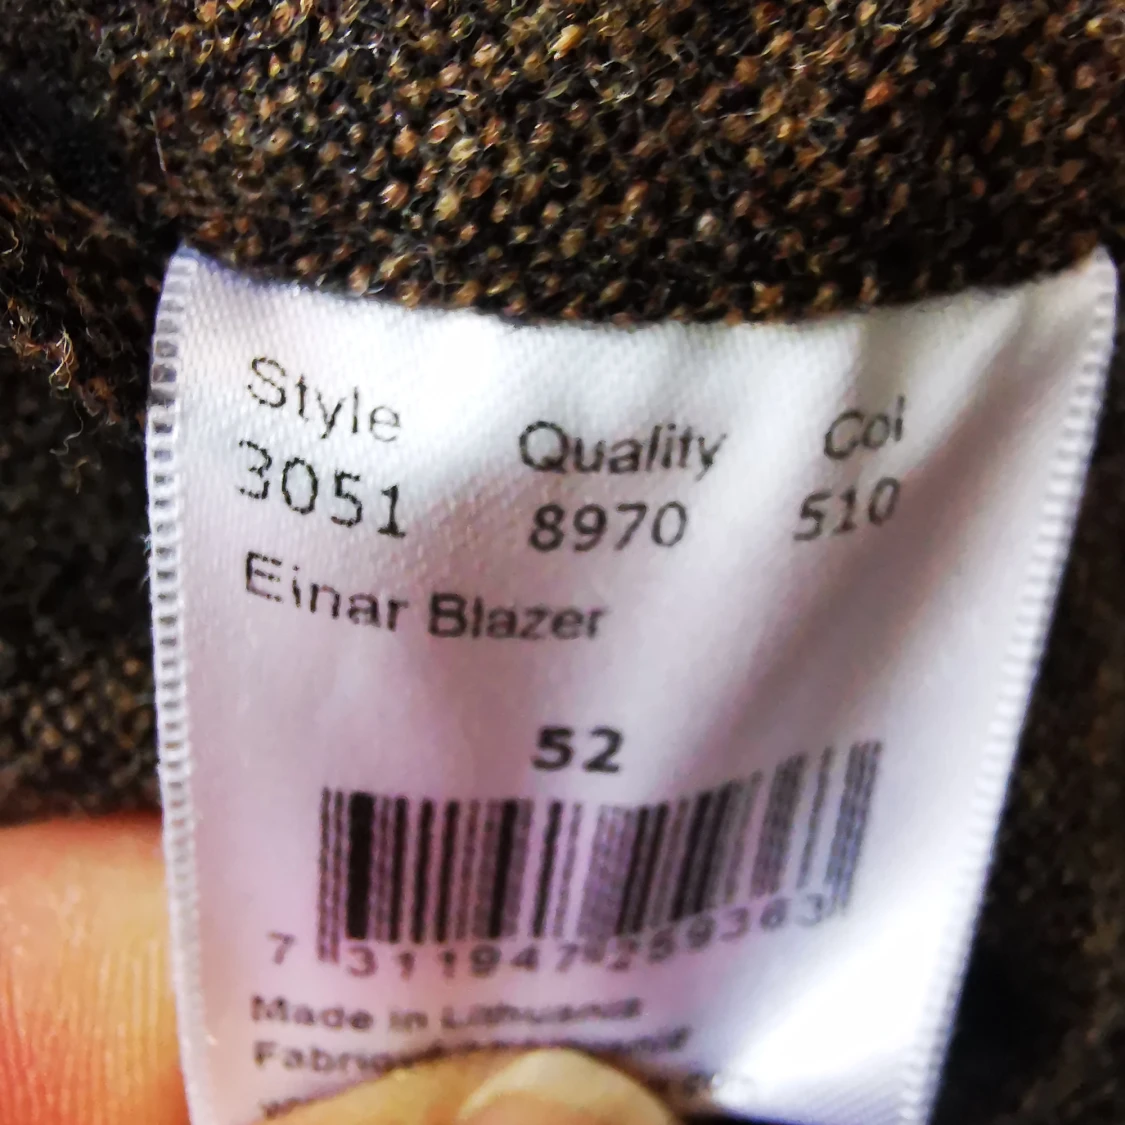 Style Quality Col
3051 8970 510
Einar Blazer
52
7 311947 259363
Made in Lithuania